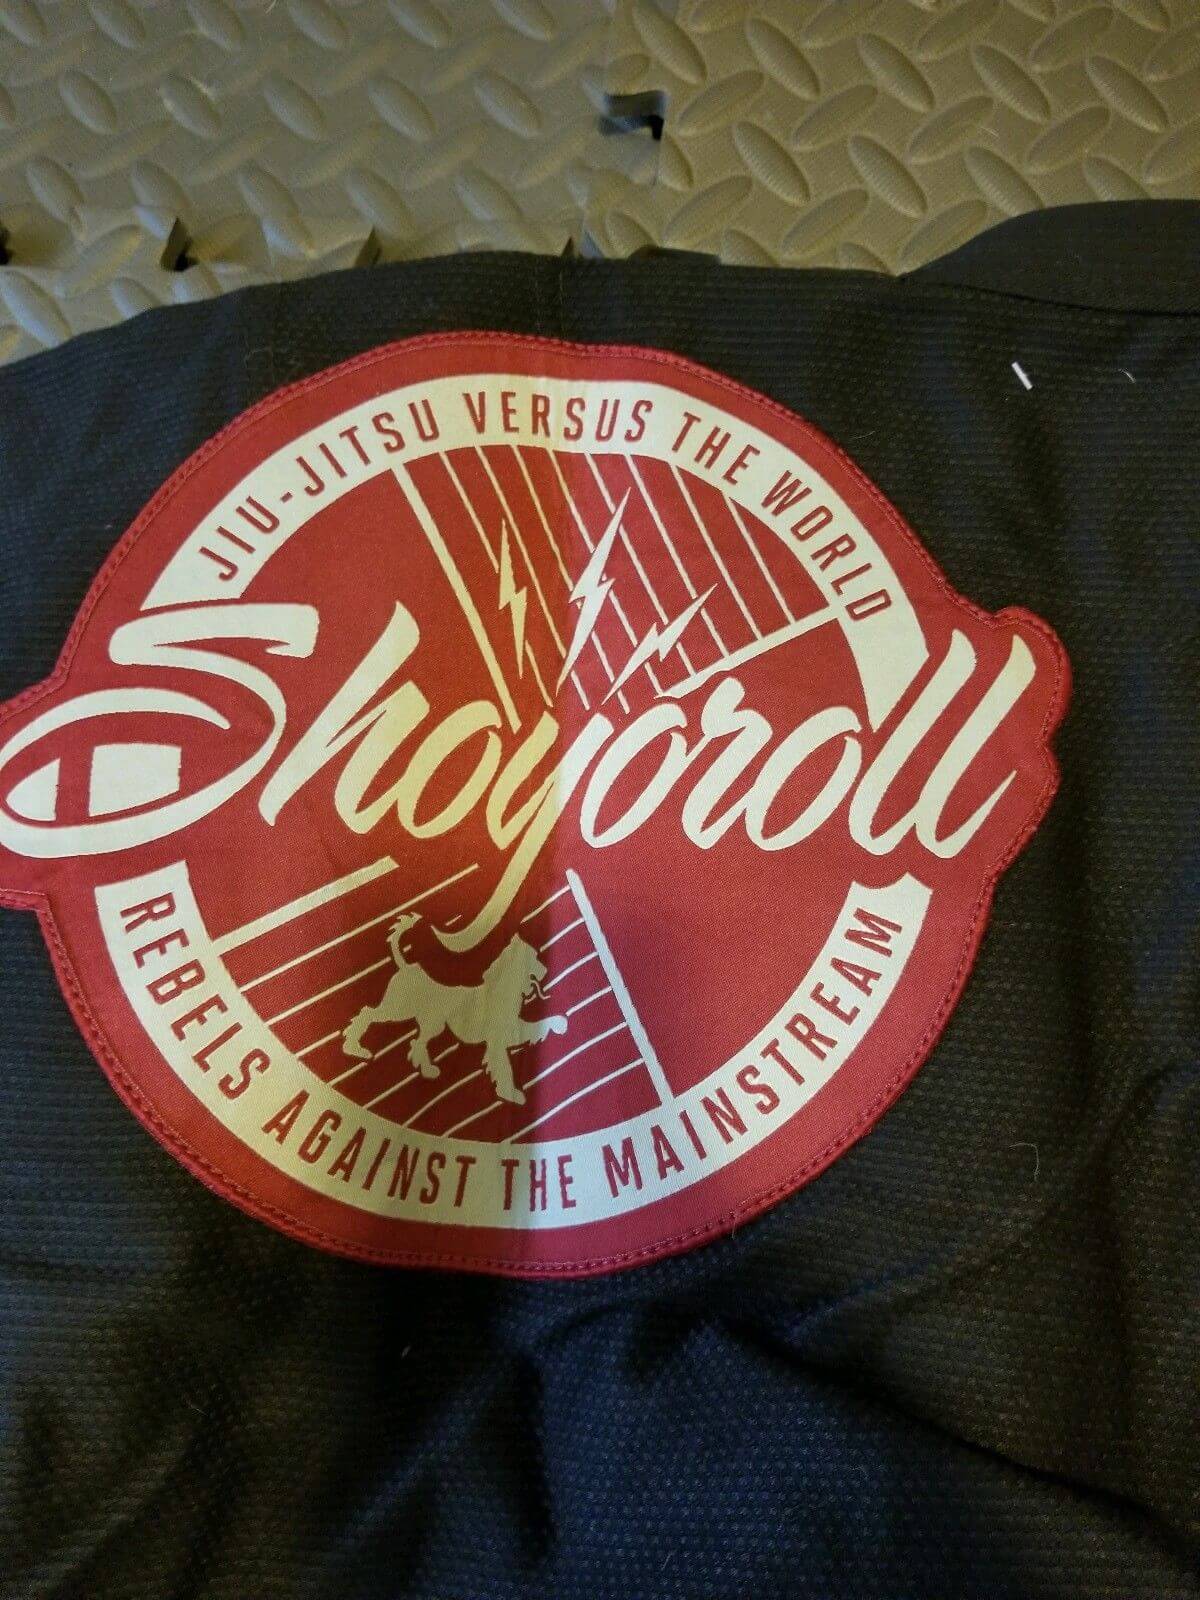 JIU-JITSU VERSUS THE WORLD
Shoyoroll
REBELS AGAINST THE MAINSTREAM